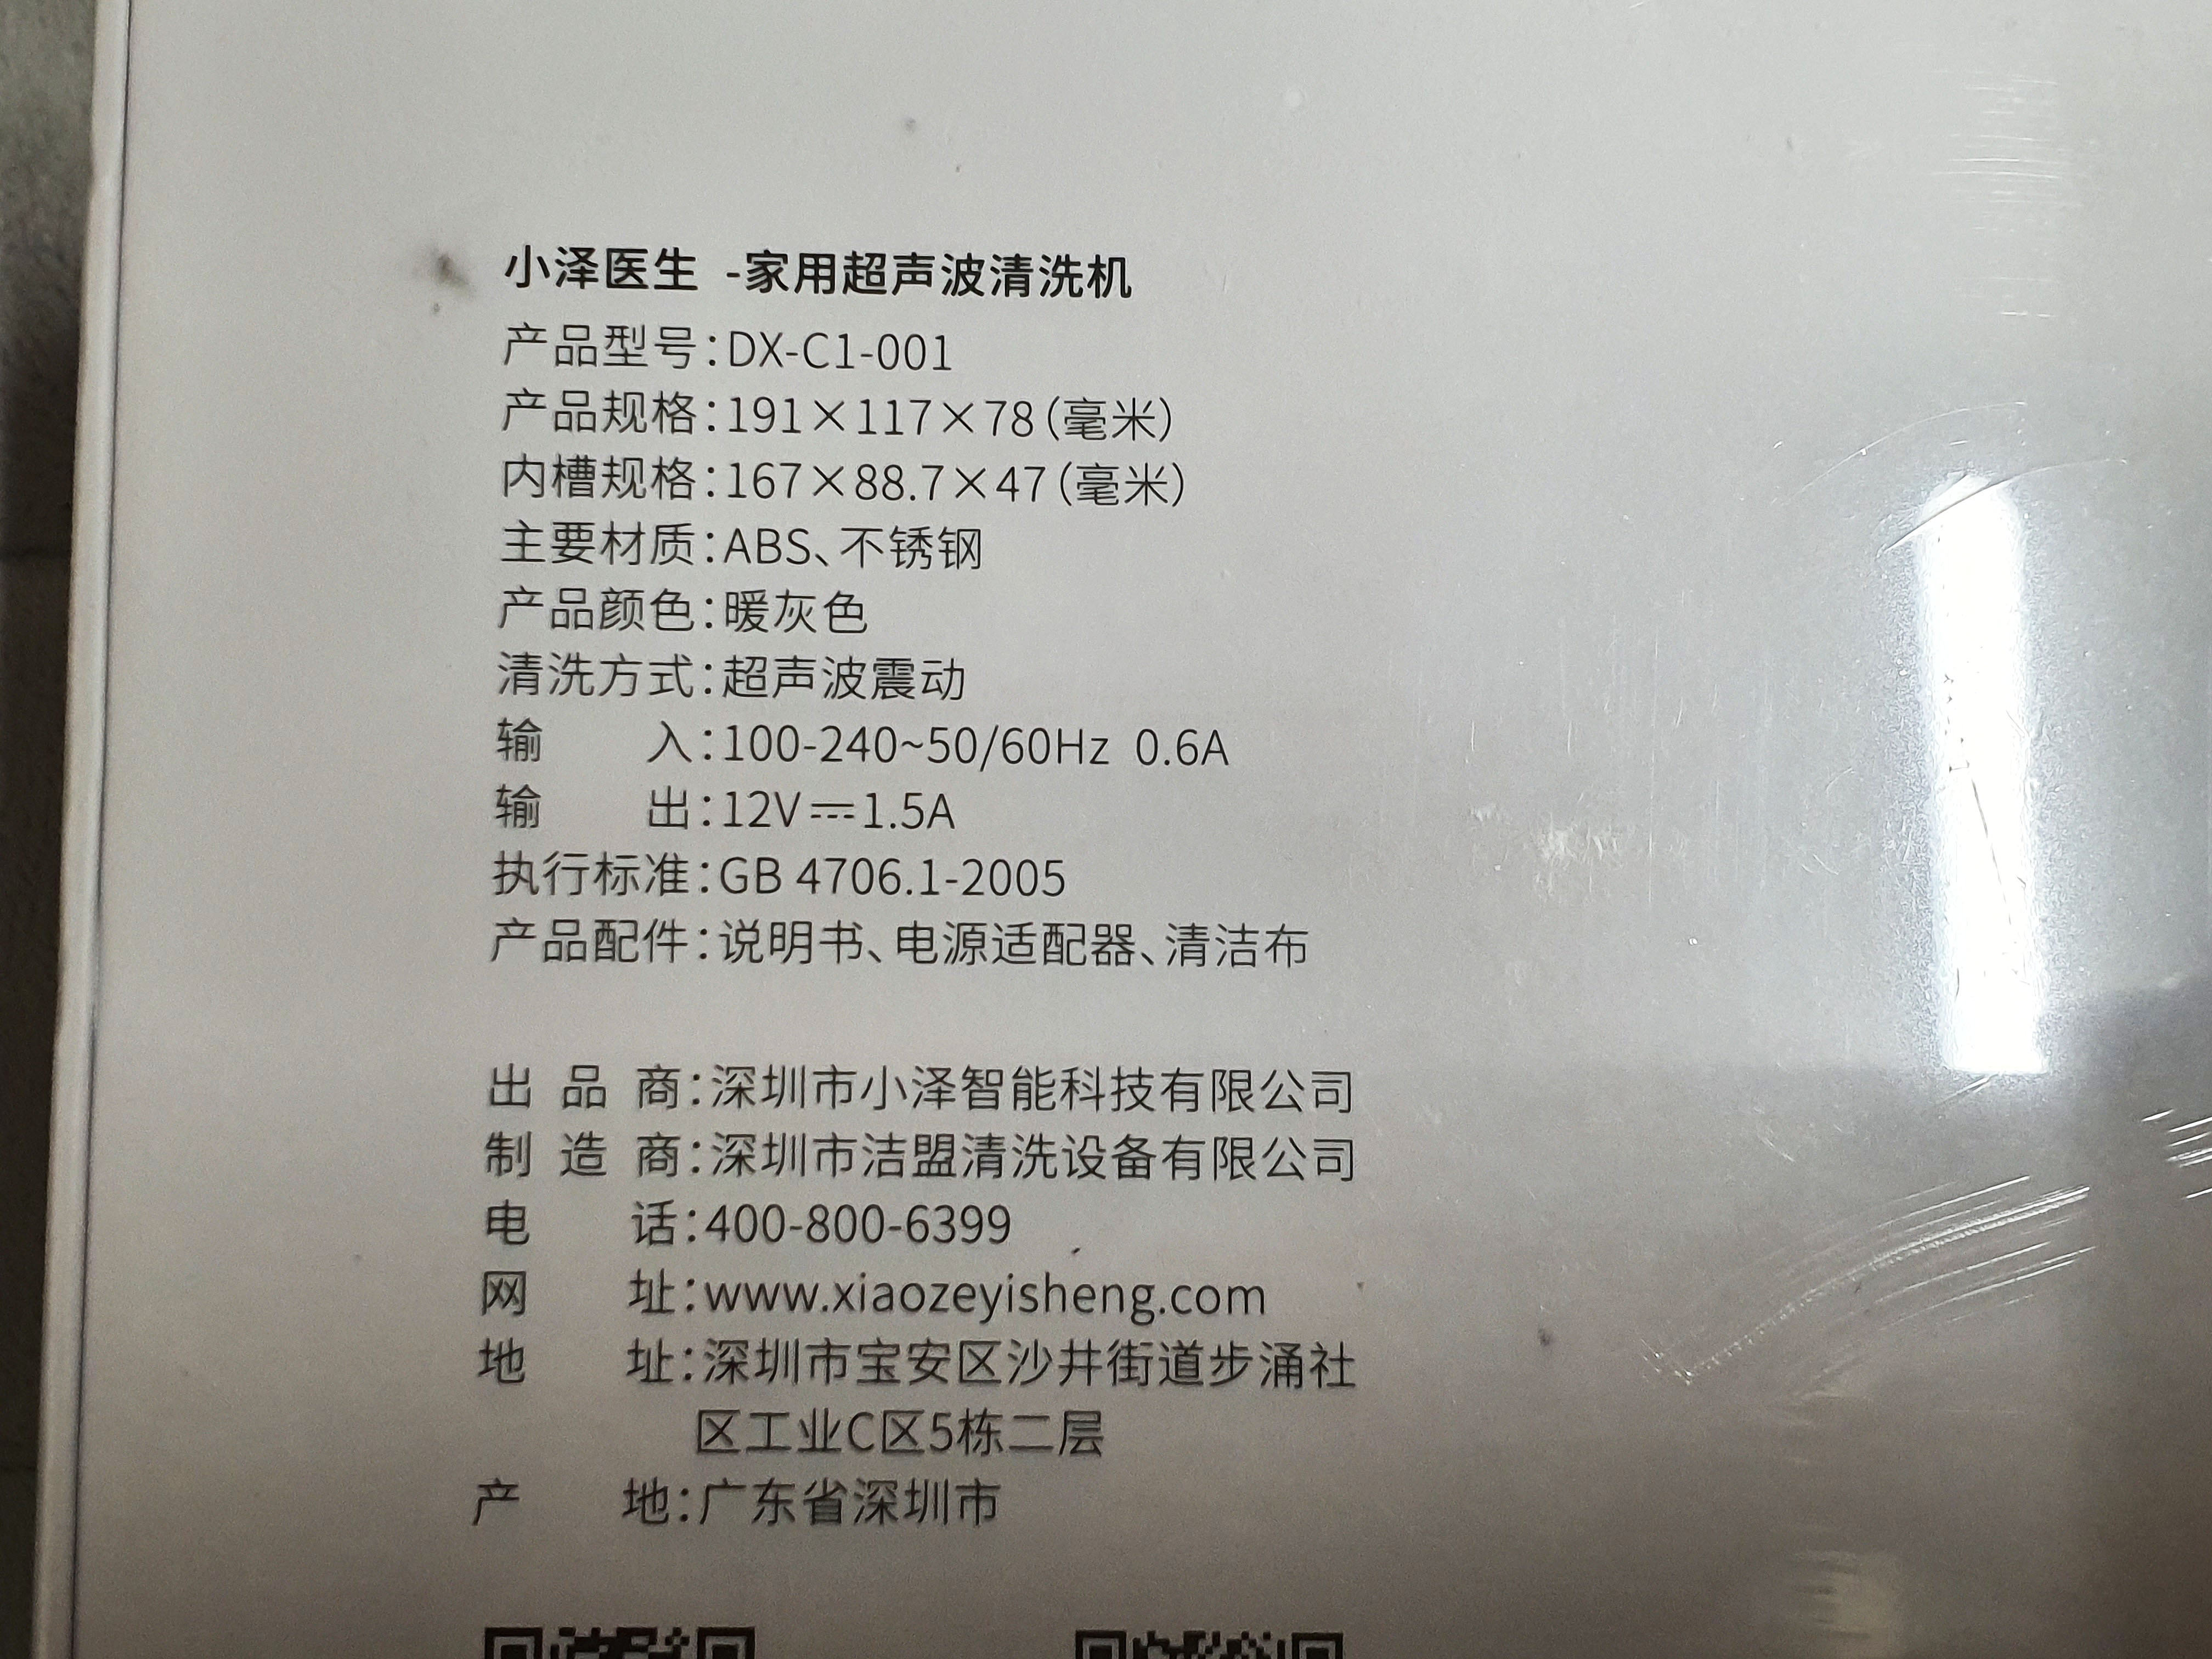 小泽医生 -家用超声波清洗机
产品型号:DX-C1-001
产品规格:191×117×78(毫米)
内槽规格:167×88.7×47(毫米)
主要材质:ABS、不锈钢
产品颜色:暖灰色
清洗方式:超声波震动
输 入:100-240~50/60Hz 0.6A
输 出:12V⎓1.5A
执行标准:GB 4706.1-2005
产品配件:说明书、电源适配器、清洁布
出 品 商:深圳市小泽智能科技有限公司
制 造 商:深圳市洁盟清洗设备有限公司
电 话:400-800-6399
网 址:www.xiaozeyisheng.com
地 址:深圳市宝安区沙井街道步涌社
区工业C区5栋二层
产 地:广东省深圳市